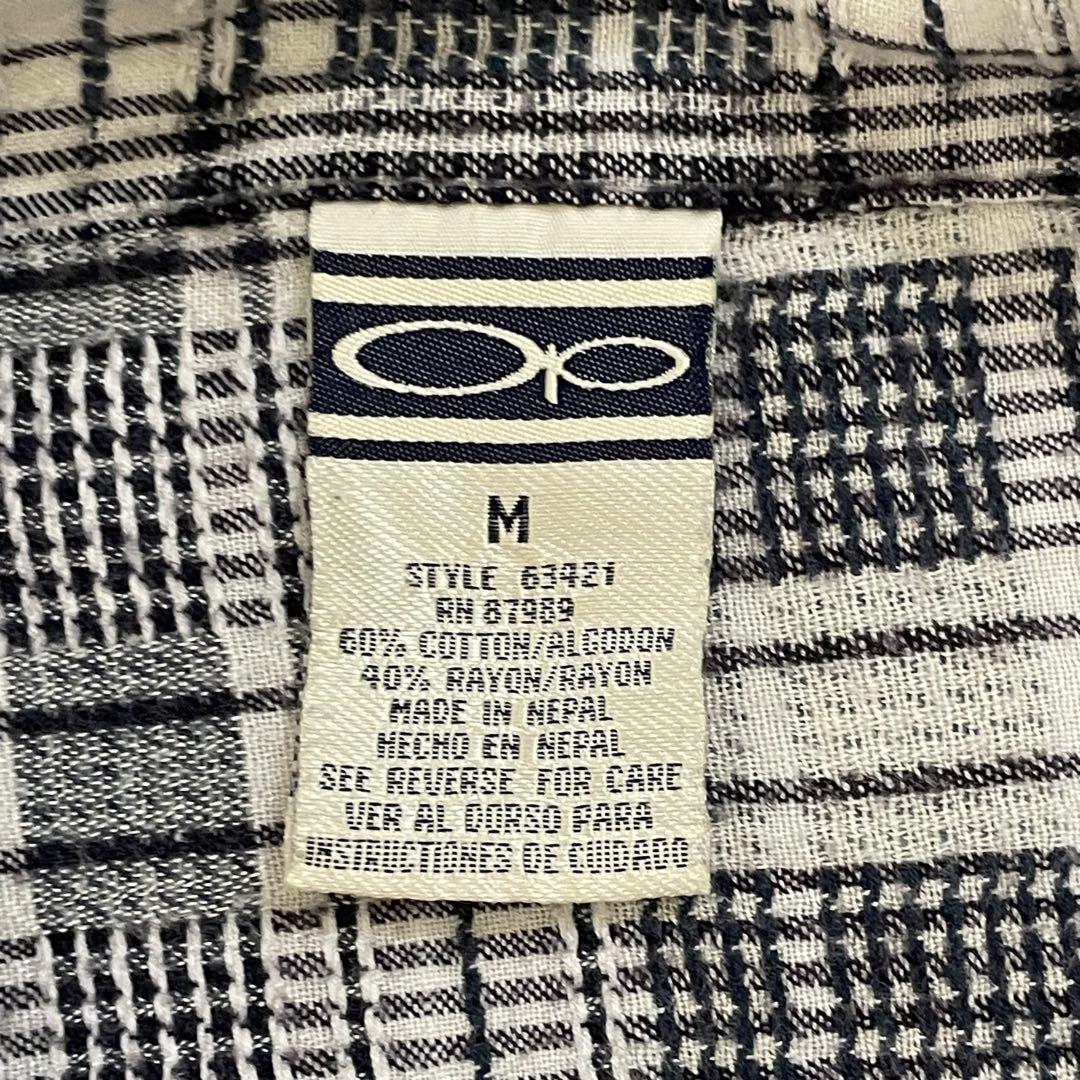 Op
M
STYLE 63421
RN 87989
60% COTTON/ALGODON
40% RAYON/RAYON
MADE IN NEPAL
HECHO EN NEPAL
SEE REVERSE FOR CARE
VER AL DORSO PARA
INSTRUCTIONES DE CUIDADO